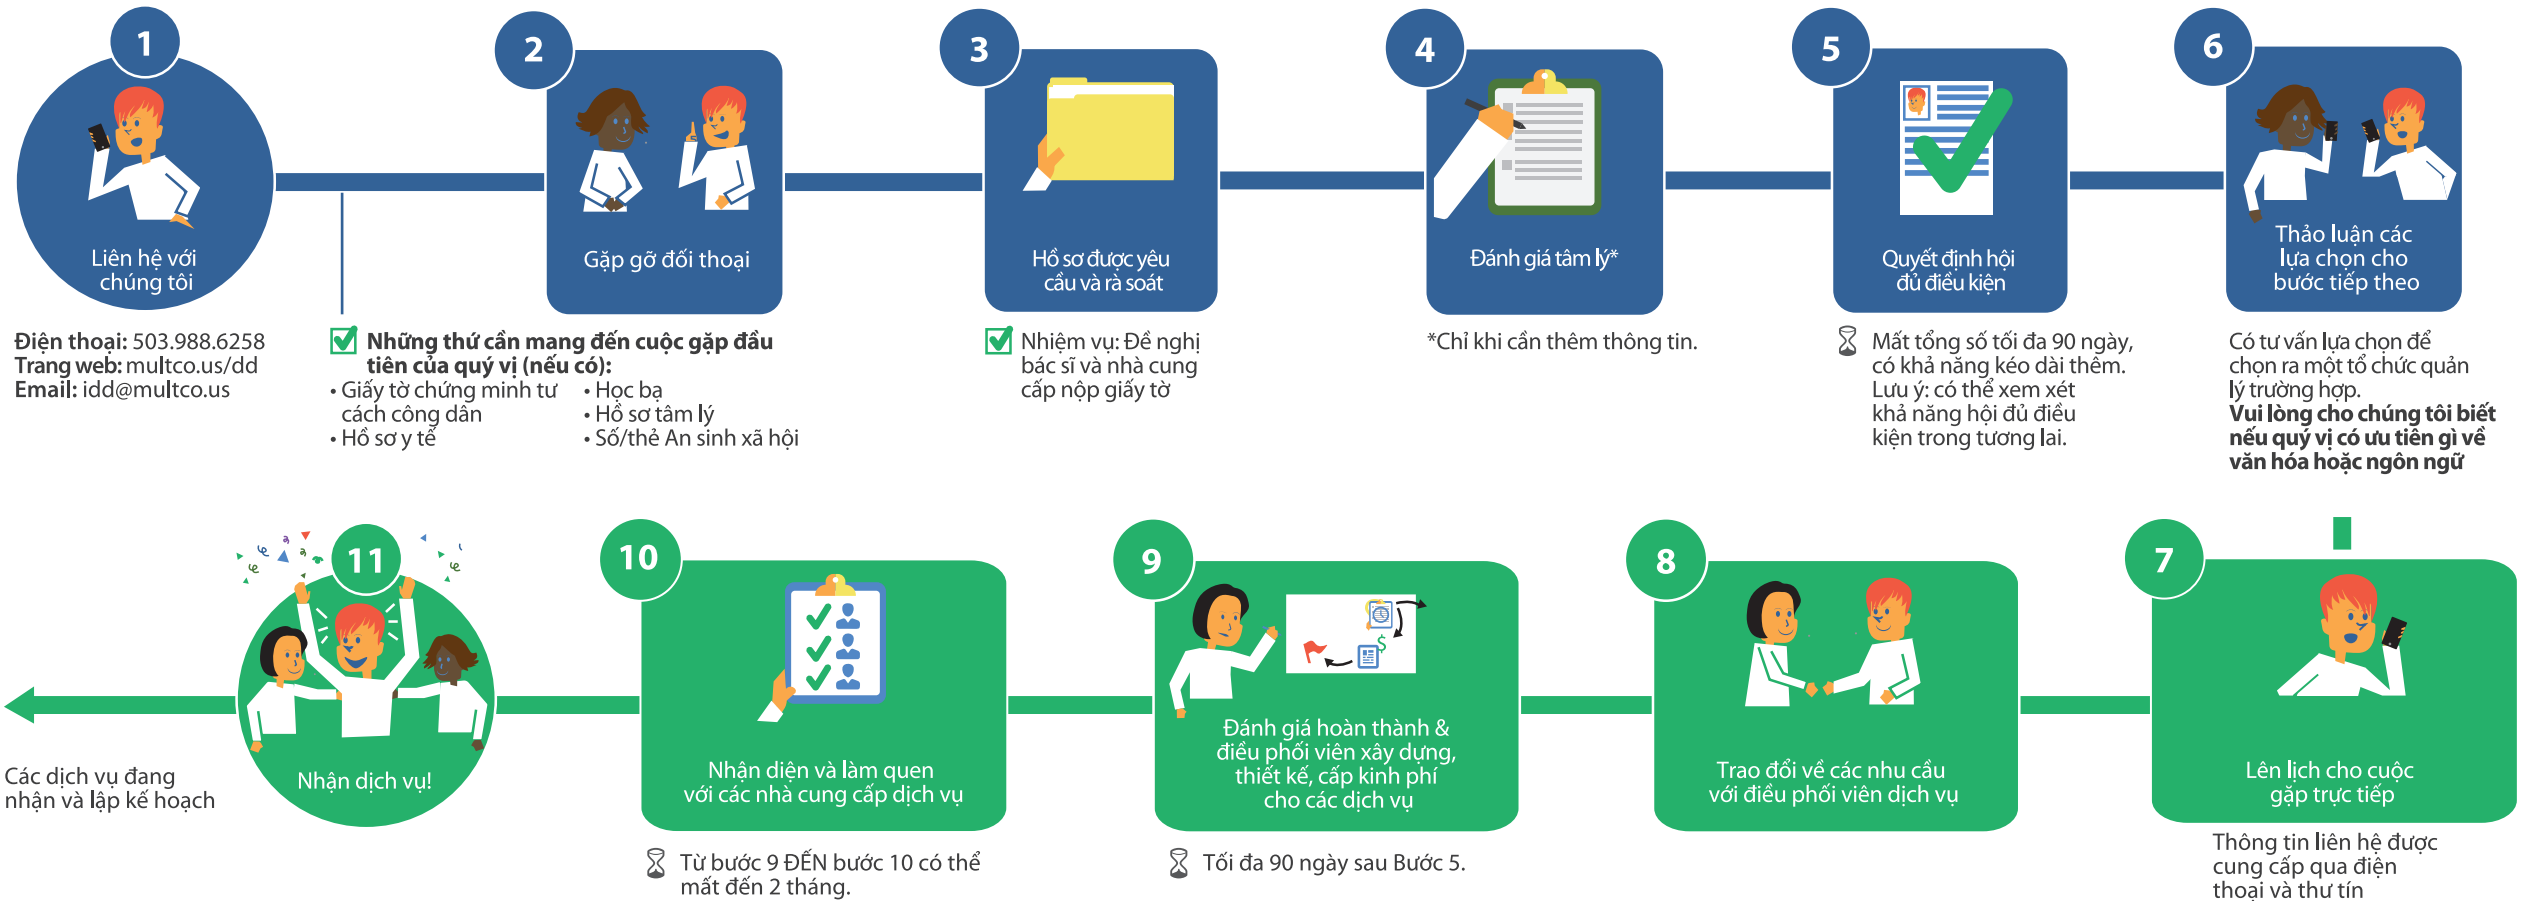 1
Liên hệ với
chúng tôi
Điện thoại: 503.988.6258
Trang web: multco.us/dd
Email: idd@multco.us
Những thứ cần mang đến cuộc gặp đầu
tiên của quý vị (nếu có):
• Giấy tờ chứng minh tư
cách công dân
• Hồ sơ y tế
• Học bạ
• Hồ sơ tâm lý
• Số/thẻ An sinh xã hội
2
Gặp gỡ đối thoại
3
Hồ sơ được yêu
cầu và rà soát
Nhiệm vụ: Đề nghị
bác sĩ và nhà cung
cấp nộp giấy tờ
4
Đánh giá tâm lý*
*Chỉ khi cần thêm thông tin.
5
Quyết định hội
đủ điều kiện
Mất tổng số tối đa 90 ngày,
có khả năng kéo dài thêm.
Lưu ý: có thể xem xét
khả năng hội đủ điều
kiện trong tương lai.
6
Thảo luận các
lựa chọn cho
bước tiếp theo
Có tư vấn lựa chọn để
chọn ra một tổ chức quản
lý trường hợp.
Vui lòng cho chúng tôi biết
nếu quý vị có ưu tiên gì về
văn hóa hoặc ngôn ngữ
7
Lên lịch cho cuộc
gặp trực tiếp
Thông tin liên hệ được
cung cấp qua điện
thoại và thư tín
8
Trao đổi về các nhu cầu
với điều phối viên dịch vụ
9
$
Đánh giá hoàn thành &
điều phối viên xây dựng,
thiết kế, cấp kinh phí
cho các dịch vụ
Tối đa 90 ngày sau Bước 5.
10
Nhận diện và làm quen
với các nhà cung cấp dịch vụ
Từ bước 9 ĐẾN bước 10 có thể
mất đến 2 tháng.
11
Nhận dịch vụ!
Các dịch vụ đang
nhận và lập kế hoạch